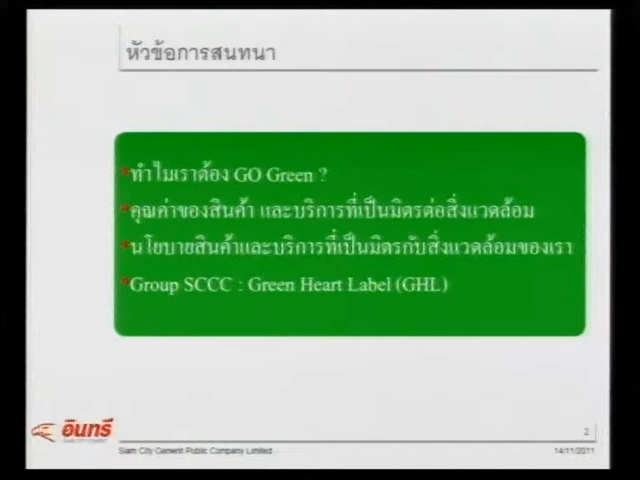 หัวข้อการสนทนา
*ทำไมเราต้อง GO Green ?
*คุณค่าของสินค้า และบริการที่เป็นมิตรต่อสิ่งแวดล้อม
*นโยบายสินค้าและบริการที่เป็นมิตรกับสิ่งแวดล้อมของเรา
*Group SCCC : Green Heart Label (GHL)
อินทรี
2
Siam City Cement Public Company Limited
14/11/2011